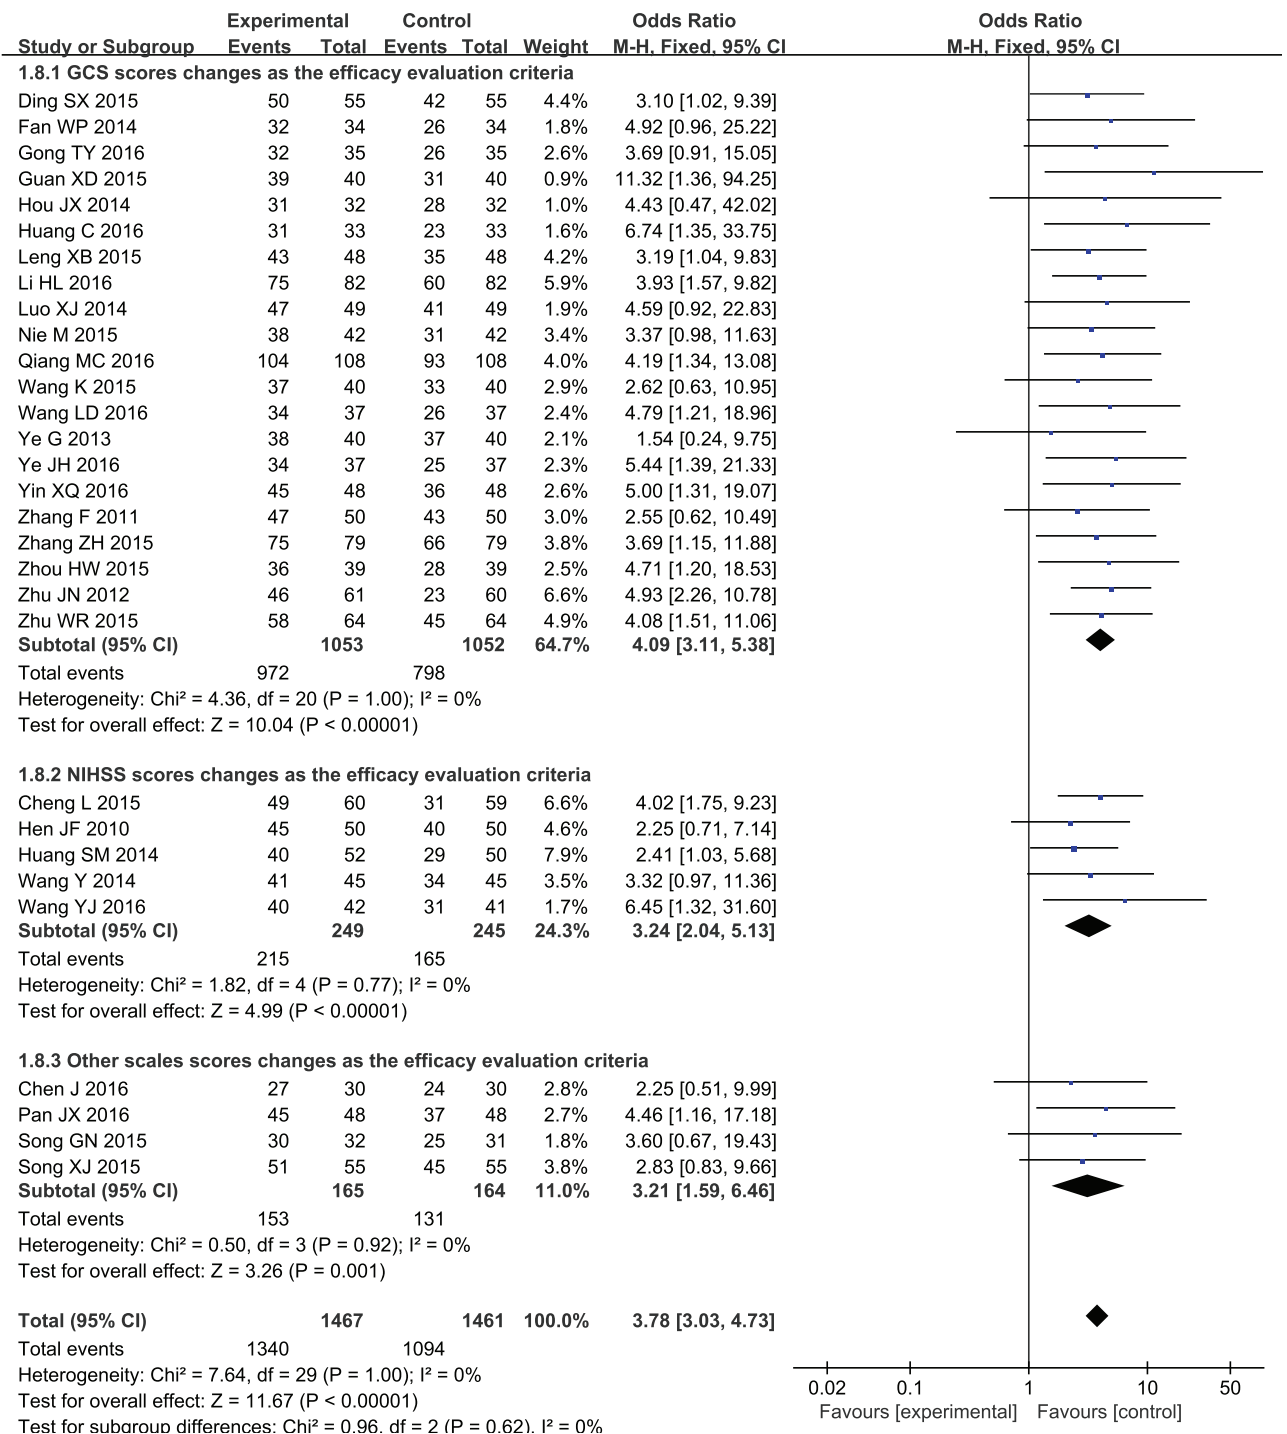 Experimental Control Odds Ratio Odds Ratio
Study or Subgroup Events Total Events Total Weight M-H, Fixed, 95% CI M-H, Fixed, 95% CI
1.8.1 GCS scores changes as the efficacy evaluation criteria
Ding SX 2015 50 55 42 55 4.4% 3.10 [1.02, 9.39]
Fan WP 2014 32 34 26 34 1.8% 4.92 [0.96, 25.22]
Gong TY 2016 32 35 26 35 2.6% 3.69 [0.91, 15.05]
Guan XD 2015 39 40 31 40 0.9% 11.32 [1.36, 94.25]
Hou JX 2014 31 32 28 32 1.0% 4.43 [0.47, 42.02]
Huang C 2016 31 33 23 33 1.6% 6.74 [1.35, 33.75]
Leng XB 2015 43 48 35 48 4.2% 3.19 [1.04, 9.83]
Li HL 2016 75 82 60 82 5.9% 3.93 [1.57, 9.82]
Luo XJ 2014 47 49 41 49 1.9% 4.59 [0.92, 22.83]
Nie M 2015 38 42 31 42 3.4% 3.37 [0.98, 11.63]
Qiang MC 2016 104 108 93 108 4.0% 4.19 [1.34, 13.08]
Wang K 2015 37 40 33 40 2.9% 2.62 [0.63, 10.95]
Wang LD 2016 34 37 26 37 2.4% 4.79 [1.21, 18.96]
Ye G 2013 38 40 37 40 2.1% 1.54 [0.24, 9.75]
Ye JH 2016 34 37 25 37 2.3% 5.44 [1.39, 21.33]
Yin XQ 2016 45 48 36 48 2.6% 5.00 [1.31, 19.07]
Zhang F 2011 47 50 43 50 3.0% 2.55 [0.62, 10.49]
Zhang ZH 2015 75 79 66 79 3.8% 3.69 [1.15, 11.88]
Zhou HW 2015 36 39 28 39 2.5% 4.71 [1.20, 18.53]
Zhu JN 2012 46 61 23 60 6.6% 4.93 [2.26, 10.78]
Zhu WR 2015 58 64 45 64 4.9% 4.08 [1.51, 11.06]
Subtotal (95% CI) 1053 1052 64.7% 4.09 [3.11, 5.38]
Total events 972 798
Heterogeneity: Chi² = 4.36, df = 20 (P = 1.00); I² = 0%
Test for overall effect: Z = 10.04 (P < 0.00001)
1.8.2 NIHSS scores changes as the efficacy evaluation criteria
Cheng L 2015 49 60 31 59 6.6% 4.02 [1.75, 9.23]
Hen JF 2010 45 50 40 50 4.6% 2.25 [0.71, 7.14]
Huang SM 2014 40 52 29 50 7.9% 2.41 [1.03, 5.68]
Wang Y 2014 41 45 34 45 3.5% 3.32 [0.97, 11.36]
Wang YJ 2016 40 42 31 41 1.7% 6.45 [1.32, 31.60]
Subtotal (95% CI) 249 245 24.3% 3.24 [2.04, 5.13]
Total events 215 165
Heterogeneity: Chi² = 1.82, df = 4 (P = 0.77); I² = 0%
Test for overall effect: Z = 4.99 (P < 0.00001)
1.8.3 Other scales scores changes as the efficacy evaluation criteria
Chen J 2016 27 30 24 30 2.8% 2.25 [0.51, 9.99]
Pan JX 2016 45 48 37 48 2.7% 4.46 [1.16, 17.18]
Song GN 2015 30 32 25 31 1.8% 3.60 [0.67, 19.43]
Song XJ 2015 51 55 45 55 3.8% 2.83 [0.83, 9.66]
Subtotal (95% CI) 165 164 11.0% 3.21 [1.59, 6.46]
Total events 153 131
Heterogeneity: Chi² = 0.50, df = 3 (P = 0.92); I² = 0%
Test for overall effect: Z = 3.26 (P = 0.001)
Total (95% CI) 1467 1461 100.0% 3.78 [3.03, 4.73]
Total events 1340 1094
Heterogeneity: Chi² = 7.64, df = 29 (P = 1.00); I² = 0%
Test for overall effect: Z = 11.67 (P < 0.00001)
Test for subgroup differences: Chi² = 0.96, df = 2 (P = 0.62), I² = 0%
0.02 0.1 1 10 50
Favours [experimental] Favours [control]